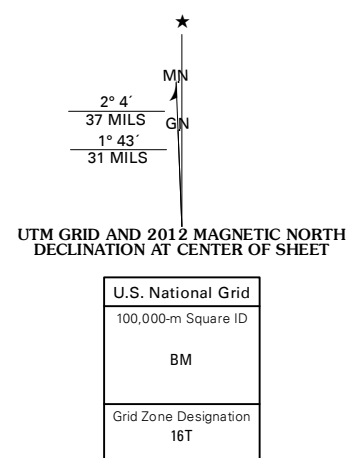 MN
2° 4´
37 MILS
GN
1° 43´
31 MILS
UTM GRID AND 2012 MAGNETIC NORTH
DECLINATION AT CENTER OF SHEET
U.S. National Grid
100,000-m Square ID
BM
Grid Zone Designation
16T